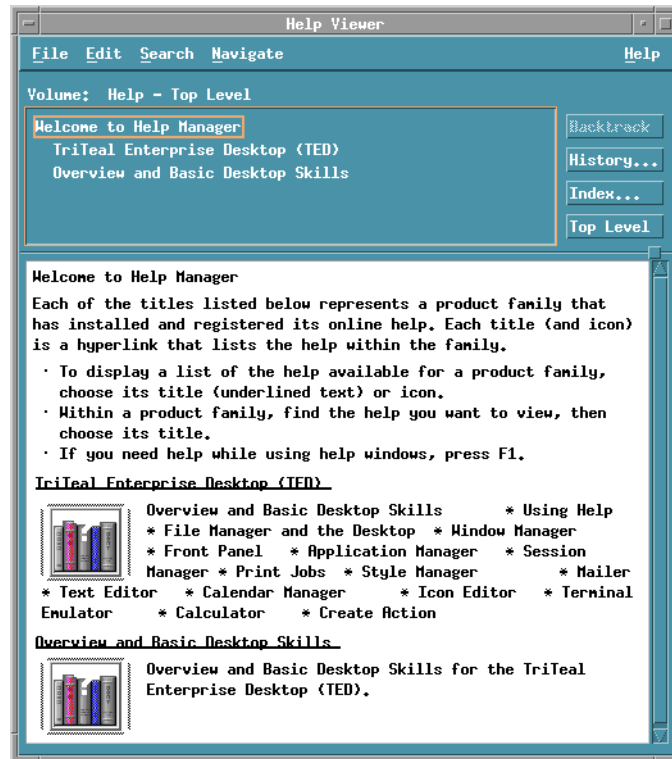 Help Viewer
File Edit Search Navigate Help
Volume: Help - Top Level
Welcome to Help Manager
TriTeal Enterprise Desktop (TED)
Overview and Basic Desktop Skills
Backtrack
History...
Index...
Top Level
Welcome to Help Manager
Each of the titles listed below represents a product family that
has installed and registered its online help. Each title (and icon)
is a hyperlink that lists the help within the family.
· To display a list of the help available for a product family,
choose its title (underlined text) or icon.
· Within a product family, find the help you want to view, then
choose its title.
· If you need help while using help windows, press F1.
TriTeal Enterprise Desktop (TED)
Overview and Basic Desktop Skills * Using Help
* File Manager and the Desktop * Window Manager
* Front Panel * Application Manager * Session
Manager * Print Jobs * Style Manager * Mailer
* Text Editor * Calendar Manager * Icon Editor * Terminal
Emulator * Calculator * Create Action
Overview and Basic Desktop Skills
Overview and Basic Desktop Skills for the TriTeal
Enterprise Desktop (TED).